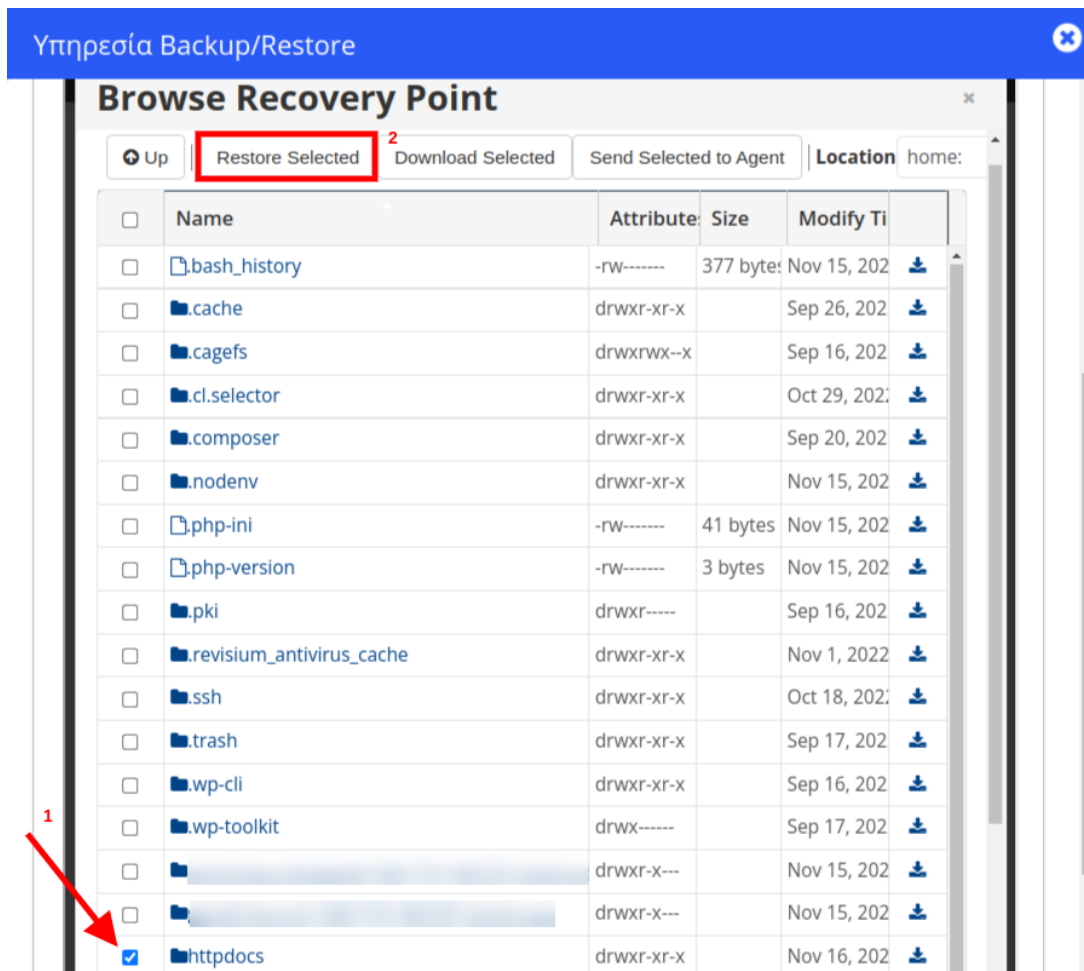 Υπηρεσία Backup/Restore
Browse Recovery Point
Up Restore Selected 2 Download Selected Send Selected to Agent Location home:
Name Attribute Size Modify Ti
.bash_history -rw------- 377 bytes Nov 15, 202
.cache drwxr-xr-x Sep 26, 202
.cagefs drwxrwx--x Sep 16, 202
.cl.selector drwxr-xr-x Oct 29, 2022
.composer drwxr-xr-x Sep 20, 202
.nodenv drwxr-xr-x Nov 15, 202
.php-ini -rw------- 41 bytes Nov 15, 202
.php-version -rw------- 3 bytes Nov 15, 202
.pki drwxr----- Sep 16, 202
.revisium_antivirus_cache drwxr-xr-x Nov 1, 2022
.ssh drwxr-xr-x Oct 18, 2022
.trash drwxr-xr-x Sep 17, 202
.wp-cli drwxr-xr-x Sep 16, 202
1
.wp-toolkit drwx------ Sep 17, 202
drwxr-x--- Nov 15, 202
drwxr-x--- Nov 15, 202
httpdocs drwxr-xr-x Nov 16, 202